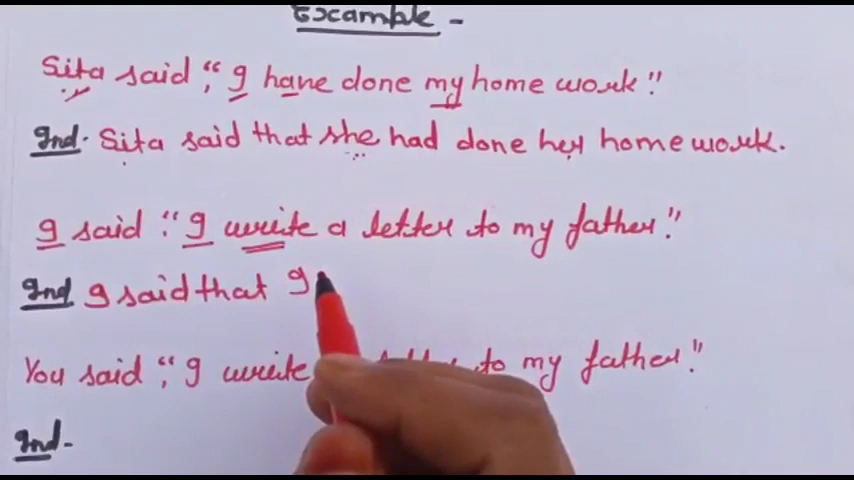 Example -
Sita said, "I have done my home work."
Ind. Sita said that she had done her home work.
I said "I write a letter to my father."
Ind I said that I
You said, "I write to my father."
Ind.-